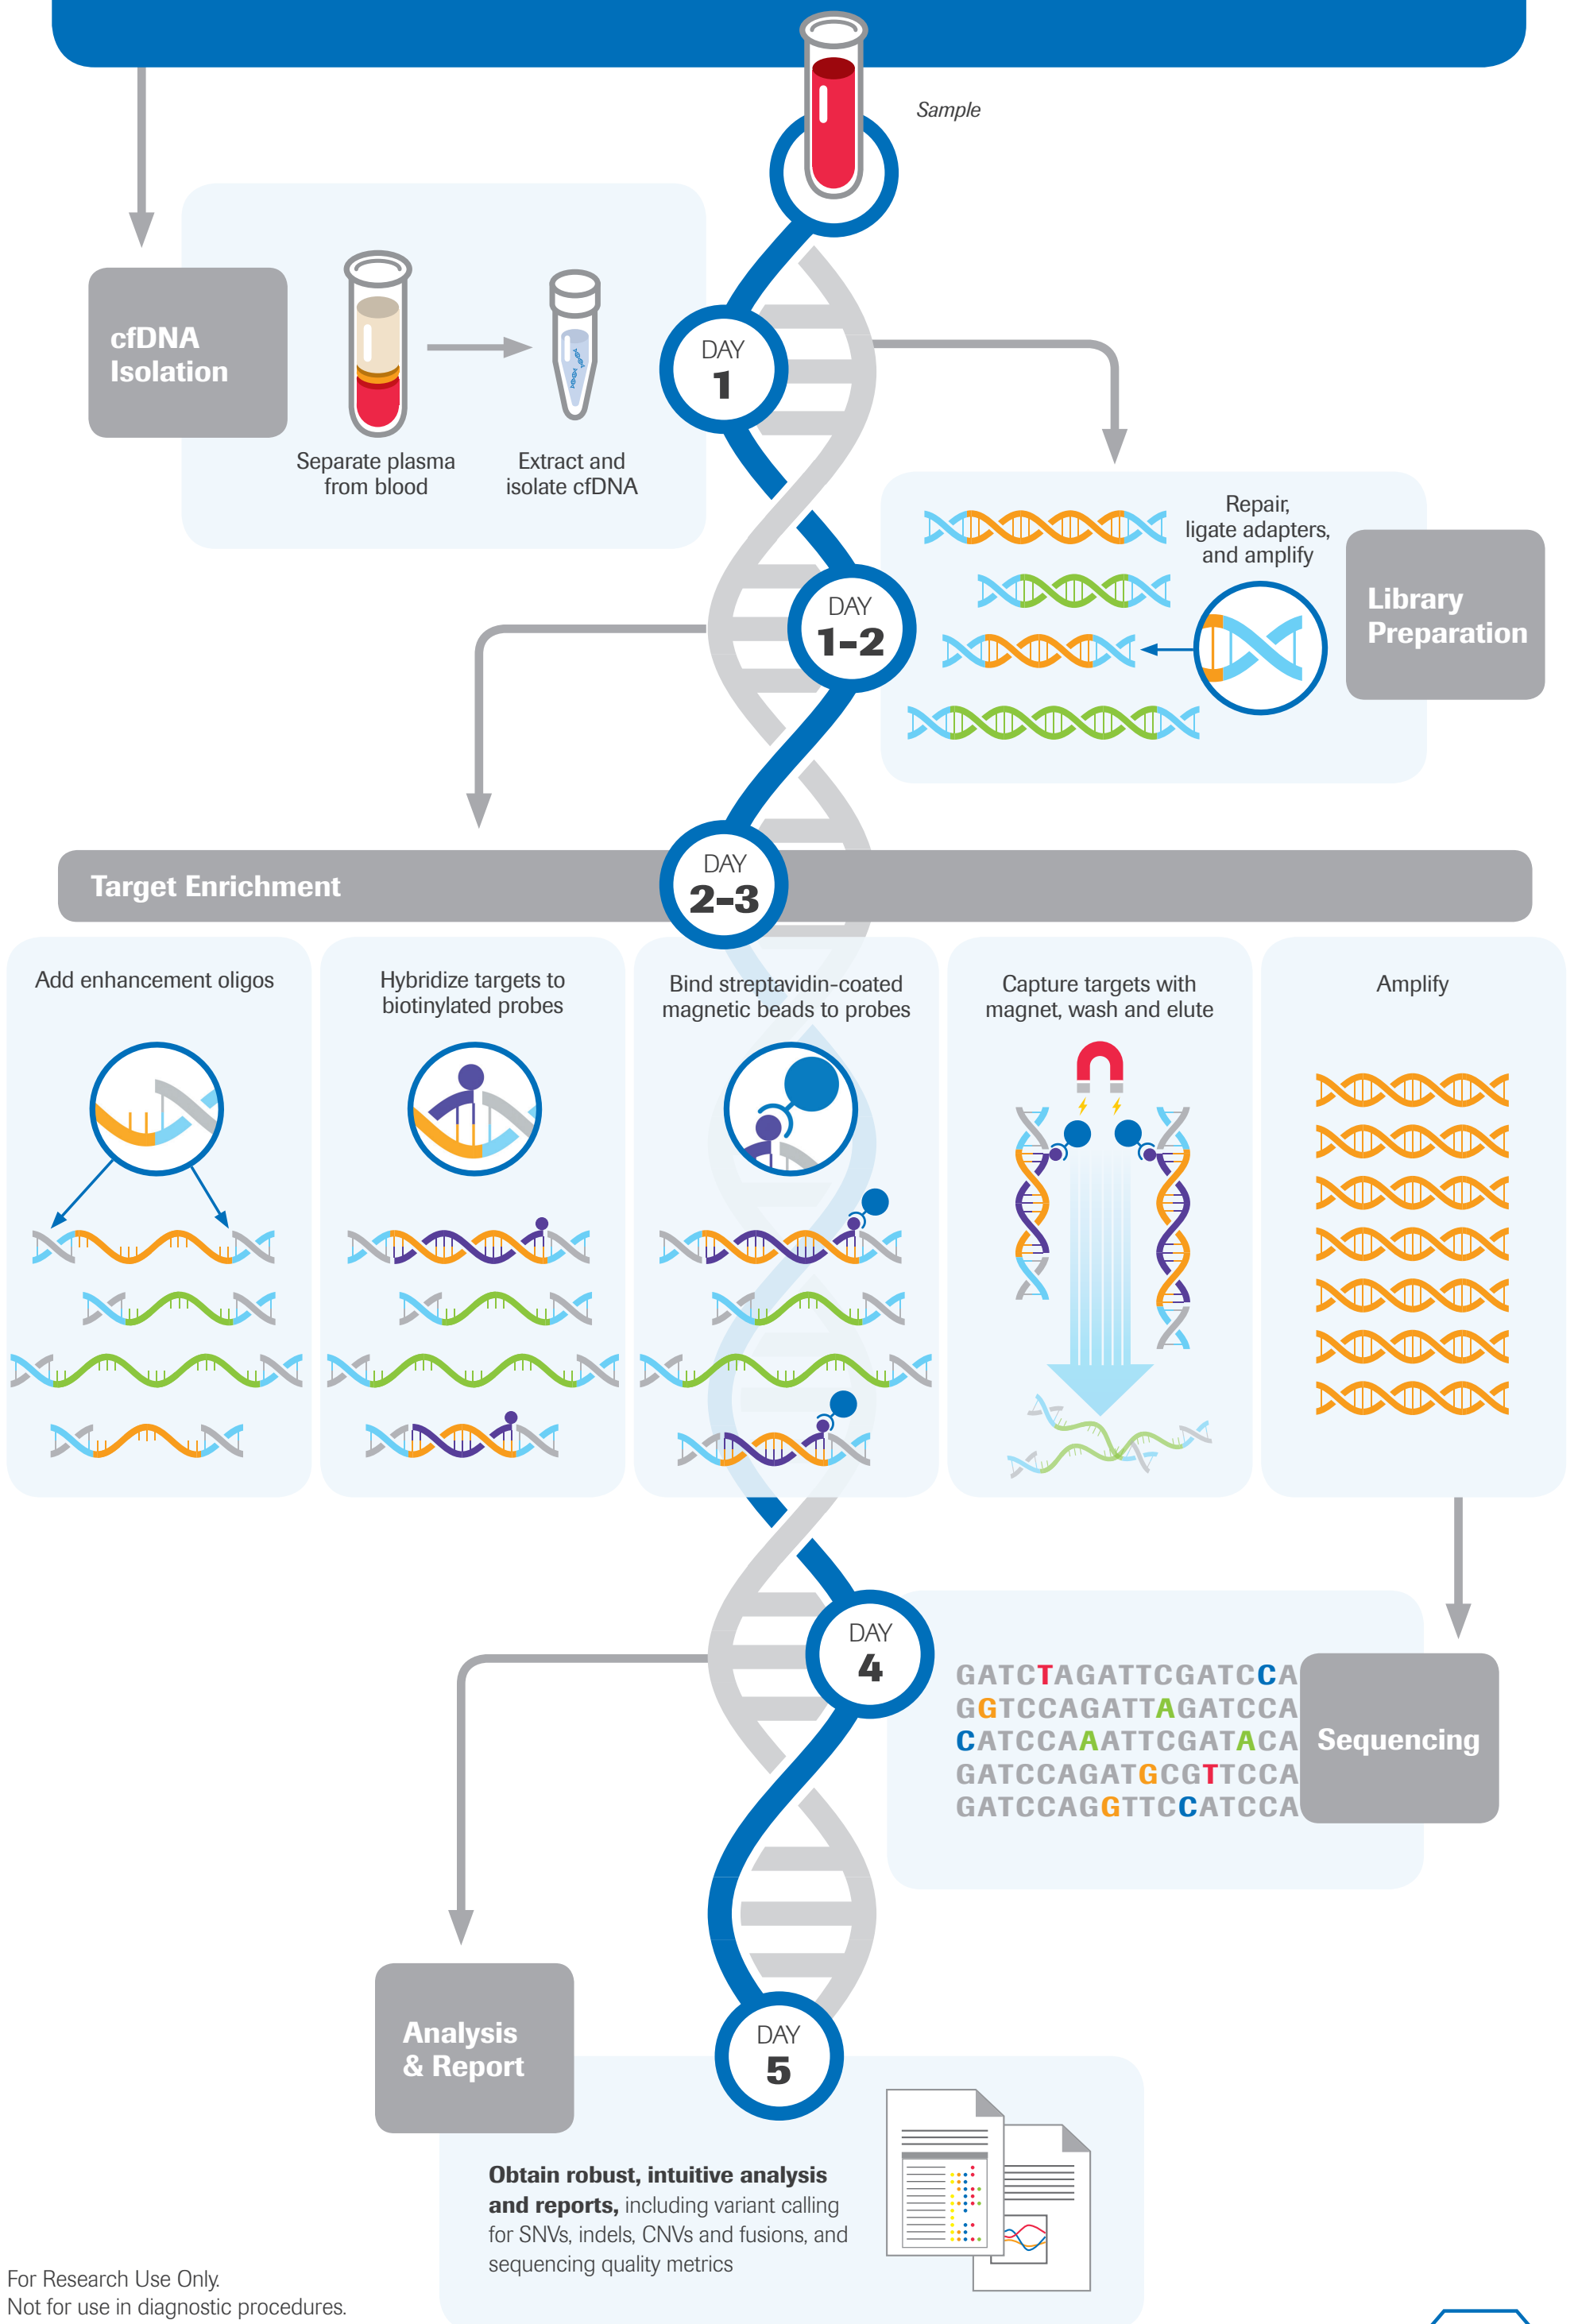 Sample
cfDNA
Isolation
Separate plasma
from blood
Extract and
isolate cfDNA
DAY
1
Repair,
ligate adapters,
and amplify
Library
Preparation
DAY
1-2
Target Enrichment
DAY
2-3
Add enhancement oligos
Hybridize targets to
biotinylated probes
Bind streptavidin-coated
magnetic beads to probes
Capture targets with
magnet, wash and elute
Amplify
DAY
4
GATCTAGATTCGATCCA
GGTCCAGATTAGATCCA
CATCCAAATTCGATACA
GATCCAGATGCGTTCCA
GATCCAGGTTCCATCCA
Sequencing
Analysis
& Report
DAY
5
Obtain robust, intuitive analysis
and reports, including variant calling
for SNVs, indels, CNVs and fusions, and
sequencing quality metrics
For Research Use Only.
Not for use in diagnostic procedures.